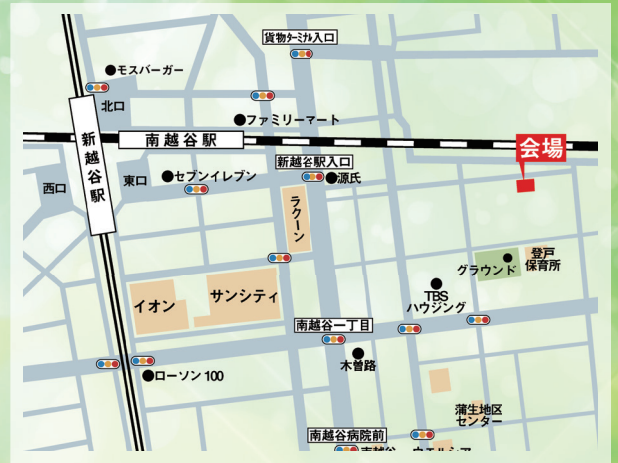 貨物ターミナル入口
モスバーガー
北口
ファミリーマート
南越谷駅
新越谷駅
会場
新越谷駅入口
西口
東口
セブンイレブン
源氏
ラクーン
登戸
保育所
グラウンド
TBS
ハウジング
イオン
サンシティ
南越谷一丁目
木曽路
ローソン100
蒲生地区
センター
南越谷病院前